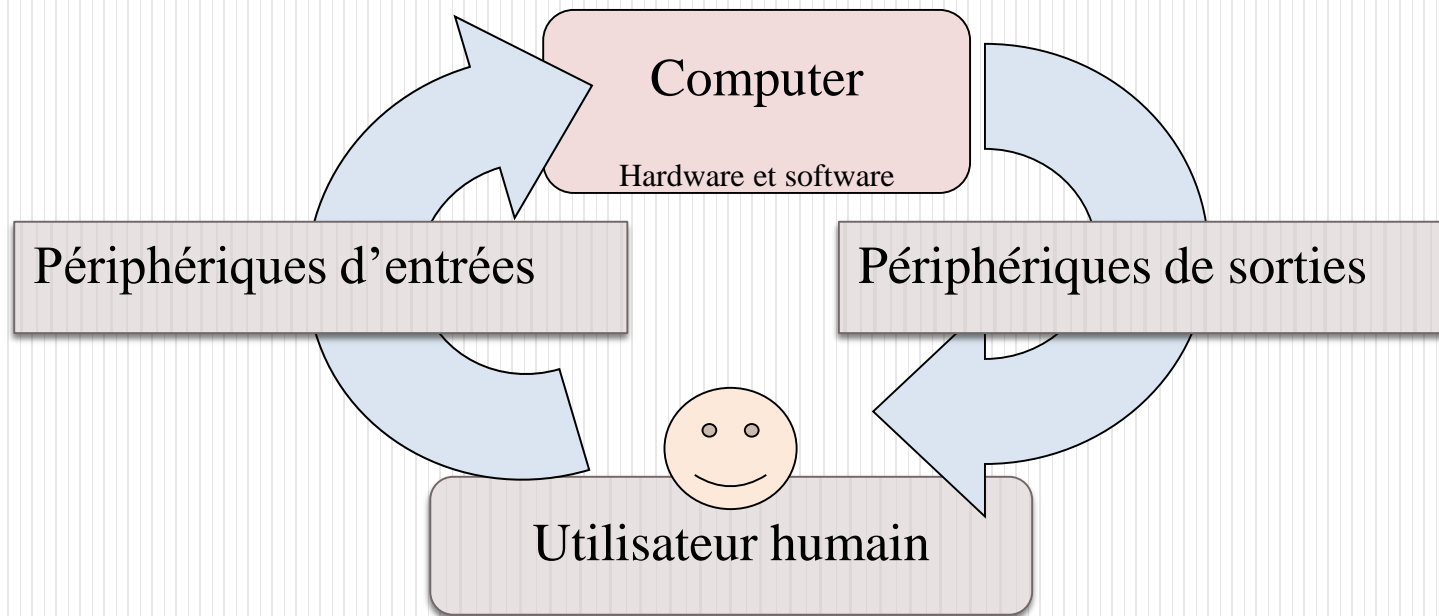 Computer
Hardware et software
Périphériques d’entrées
Périphériques de sorties
Utilisateur humain